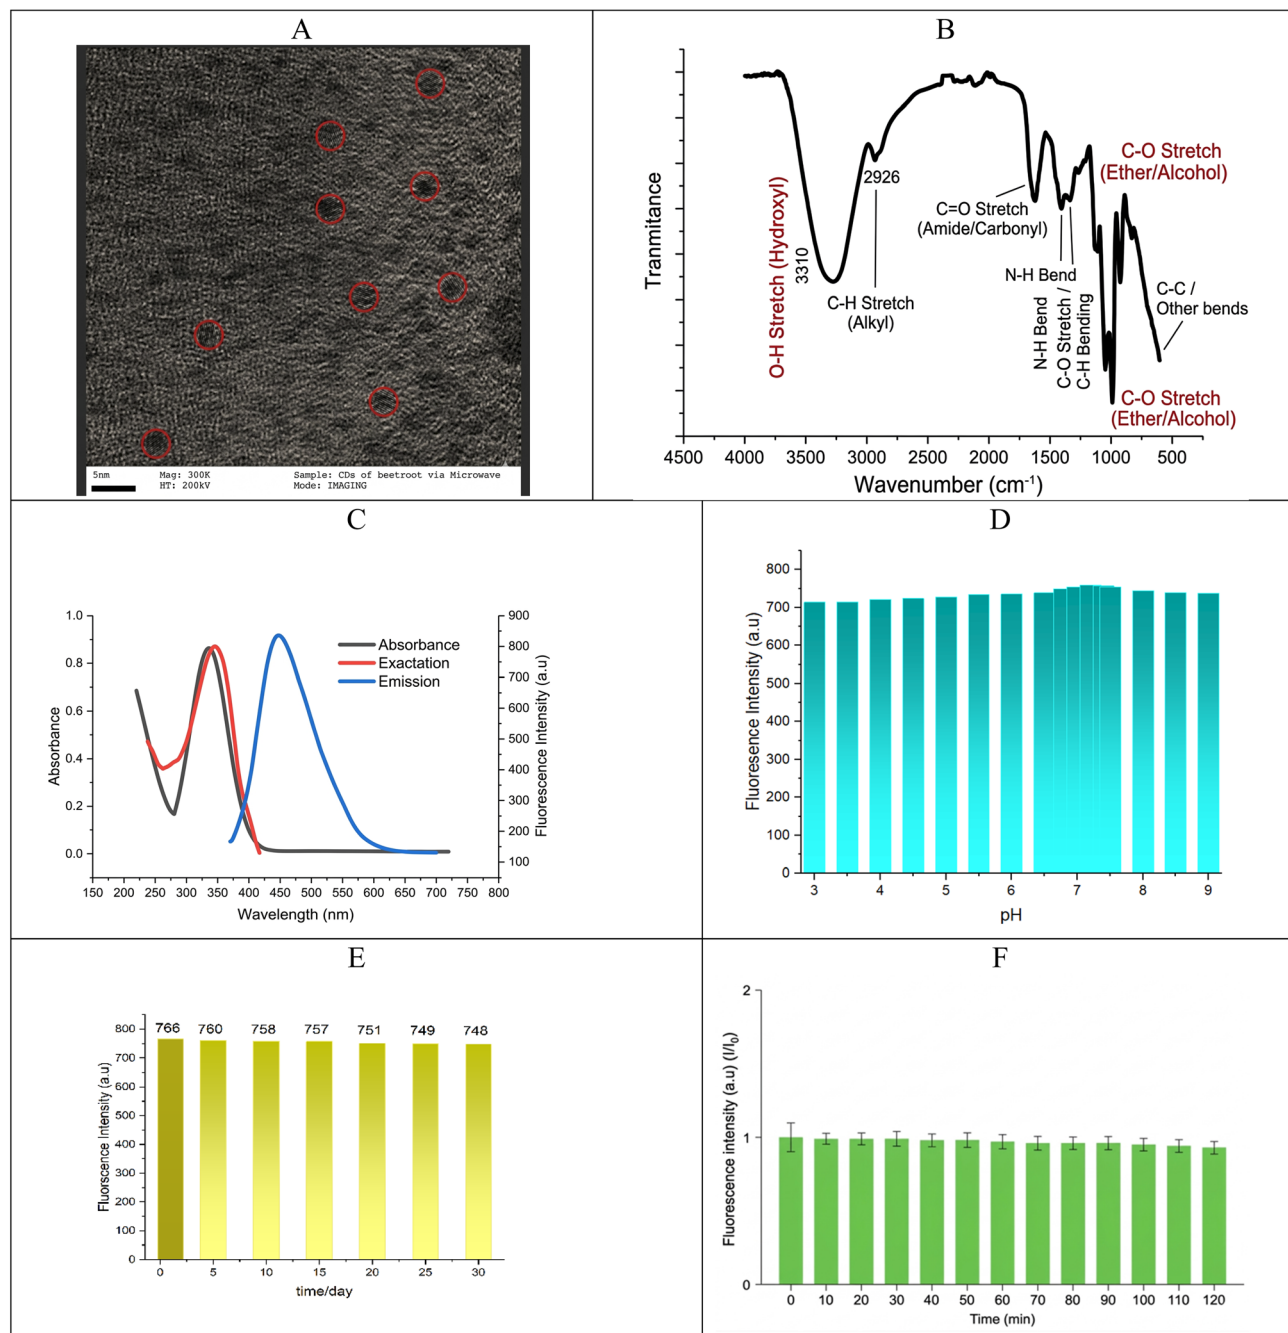 A
5nm
Mag: 300K
HT: 200kV
Sample: CDs of beetroot via Microwave
Mode: IMAGING
B
Tranmitance
O-H Stretch (Hydroxyl)
3310
2926
C-H Stretch
(Alkyl)
C=O Stretch
(Amide/Carbonyl)
N-H Bend
N-H Bend
C-O Stretch /
C-H Bending
C-O Stretch
(Ether/Alcohol)
C-C /
Other bends
C-O Stretch
(Ether/Alcohol)
4500 4000 3500 3000 2500 2000 1500 1000 500
Wavenumber (cm⁻¹)
C
Absorbance
1.0
0.8
0.6
0.4
0.2
0.0
Absorbance
Exactation
Emission
900
800
700
600
500
400
300
200
100
Fluorescence Intensity (a.u)
150 200 250 300 350 400 450 500 550 600 650 700 750 800
Wavelength (nm)
D
Fluoresence Intensity (a.u)
800
700
600
500
400
300
200
100
0
3 4 5 6 7 8 9
pH
E
Fluorscence Intensity (a.u)
800
700
600
500
400
300
200
100
0
766 760 758 757 751 749 748
0 5 10 15 20 25 30
time/day
F
Fluorescence intensity (a.u) (I/I₀)
2
1
0
0 10 20 30 40 50 60 70 80 90 100 110 120
Time (min)